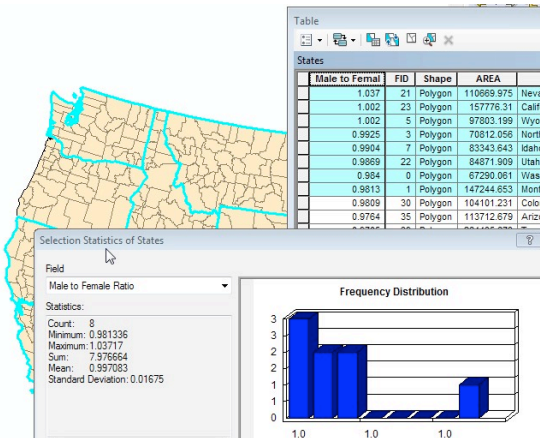 Table
States
Male to Femal FID Shape AREA
1.037 21 Polygon 110669.975 Neva
1.002 23 Polygon 157776.31 Calif
1.002 5 Polygon 97803.199 Wyo
0.9925 3 Polygon 70812.056 North
0.9904 7 Polygon 83343.643 Idaho
0.9869 22 Polygon 84871.909 Utah
0.984 0 Polygon 67290.061 Was
0.9813 1 Polygon 147244.653 Mont
0.9809 30 Polygon 104101.231 Colo
0.9764 35 Polygon 113712.679 Arizo
Selection Statistics of States
?
Field
Male to Female Ratio
Statistics:
Count: 8
Minimum: 0.981336
Maximum: 1.03717
Sum: 7.976664
Mean: 0.997083
Standard Deviation: 0.01675
Frequency Distribution
3
3
2
2
1
1
0
1.0 1.0 1.0